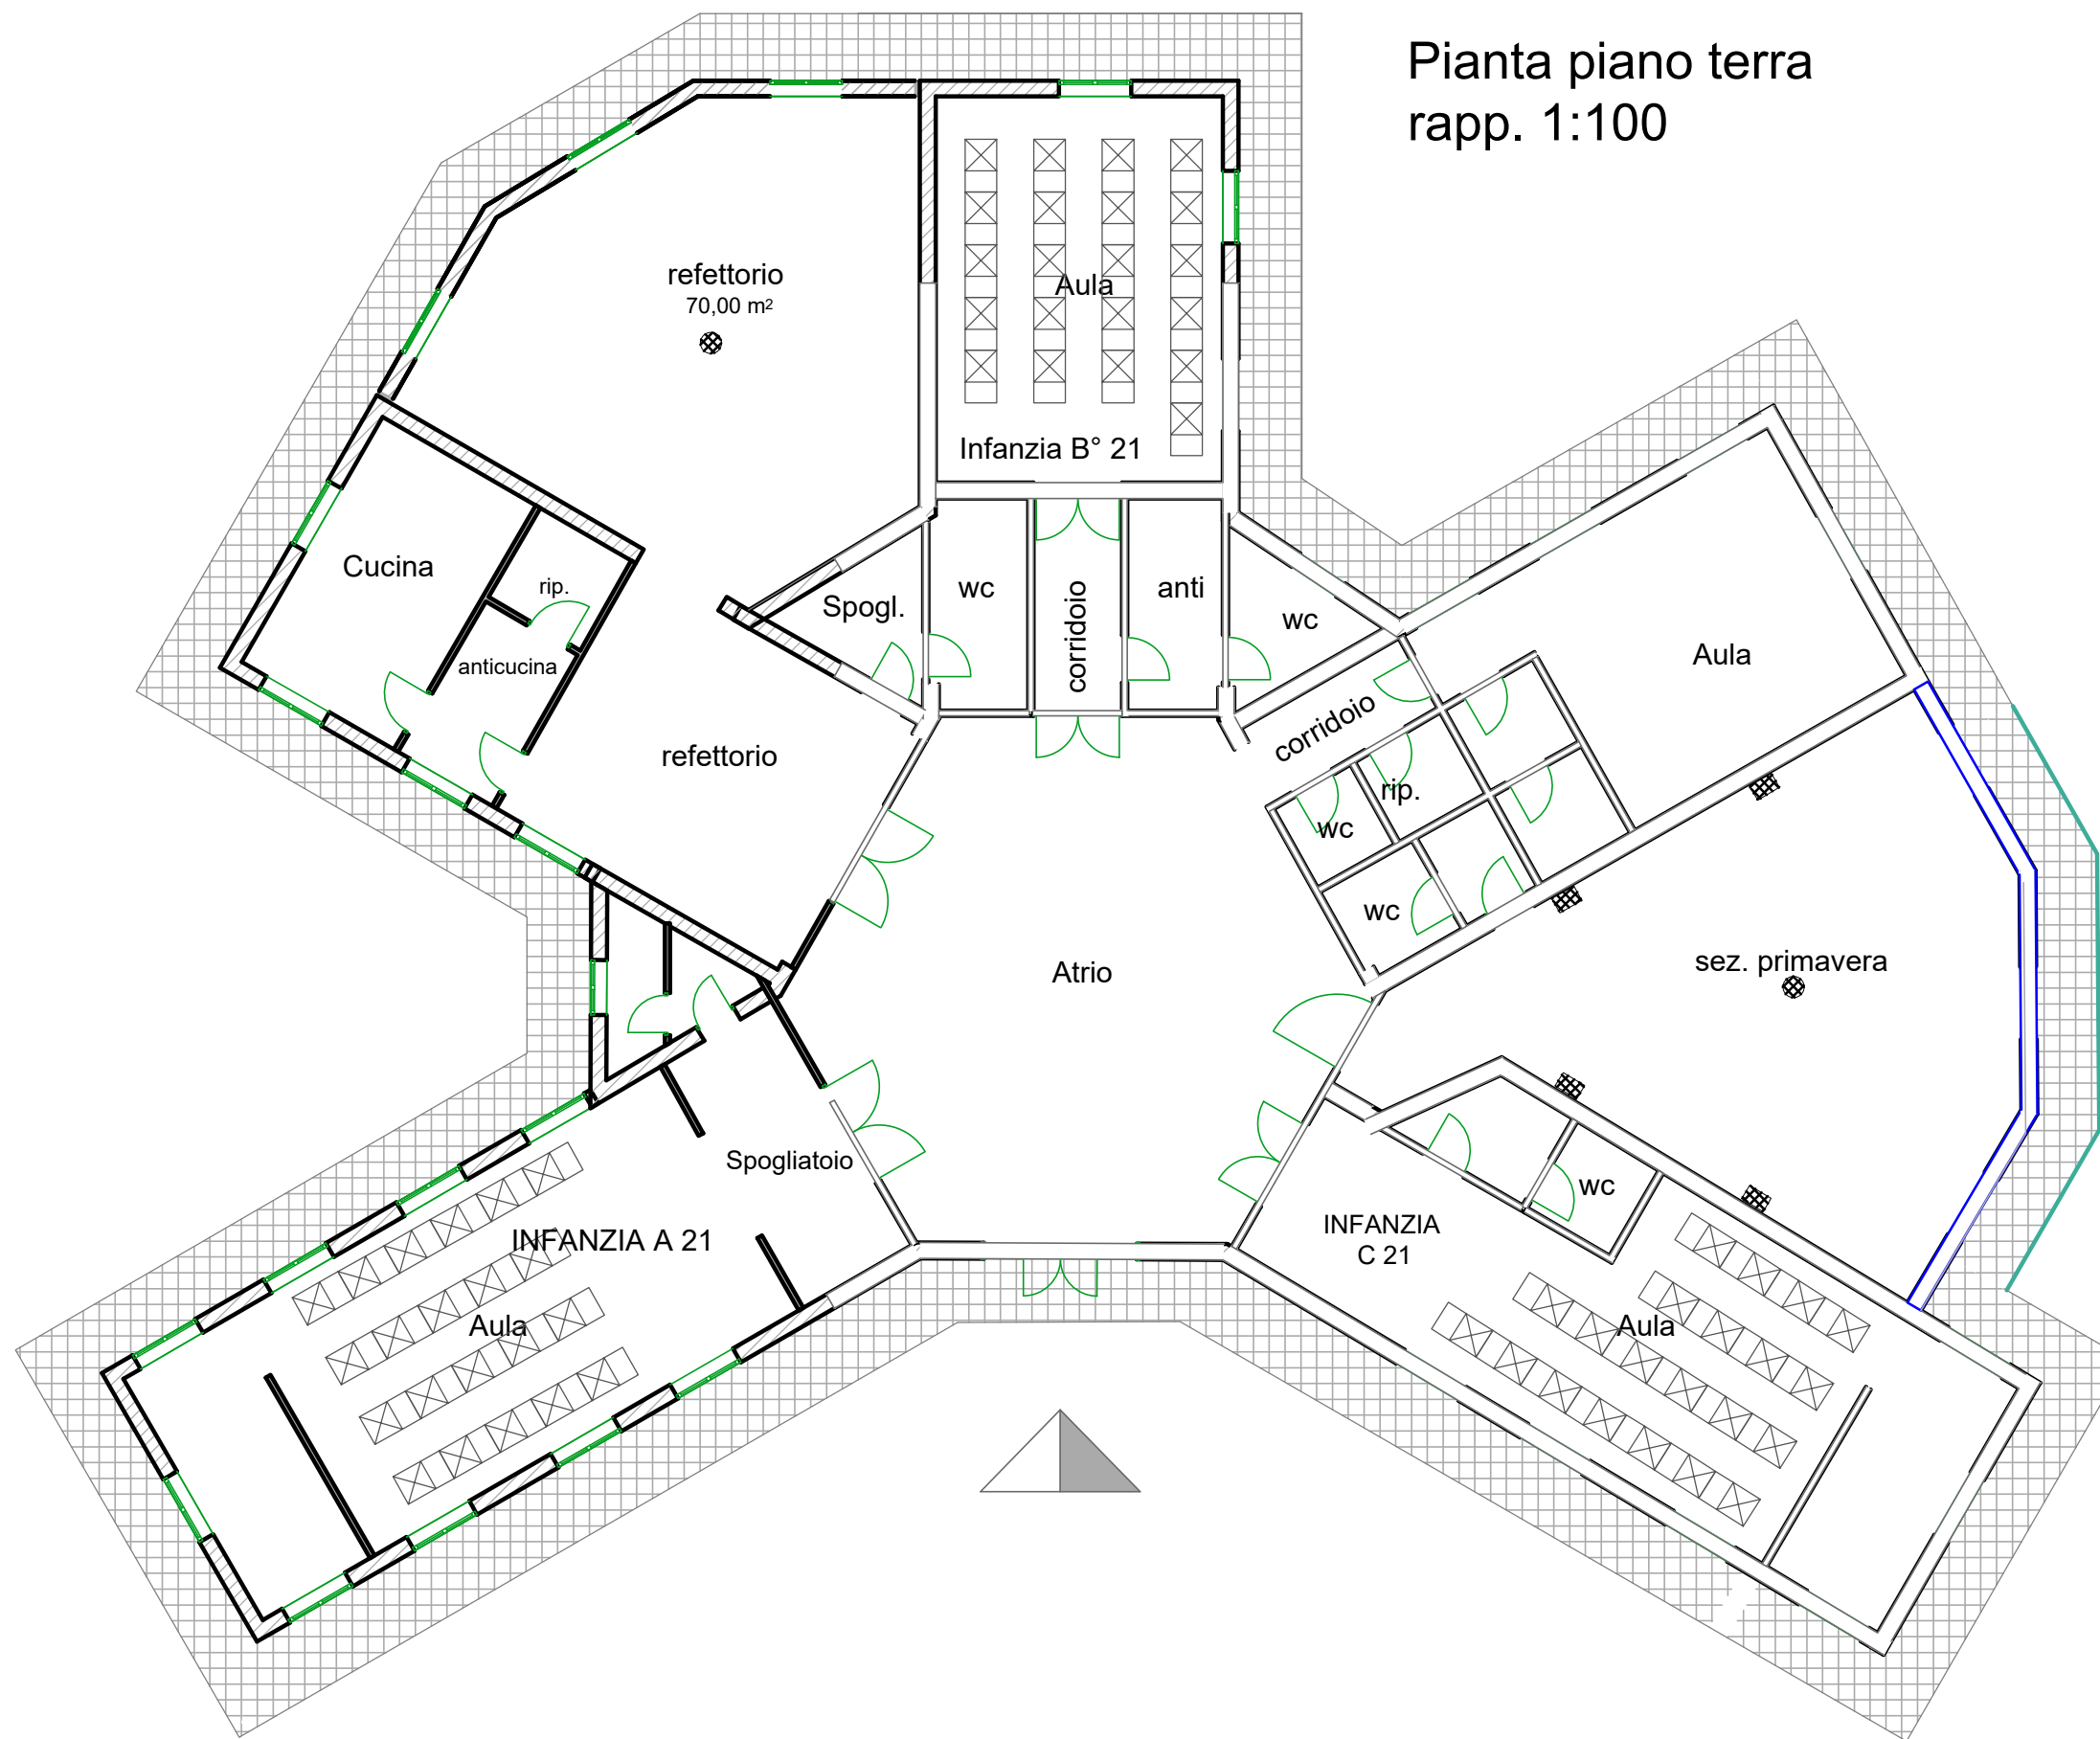 Pianta piano terra
rapp. 1:100
refettorio
70,00 m²
Aula
Infanzia B° 21
Cucina
rip.
anticucina
Spogl.
wc
corridoio
anti
wc
Aula
corridoio
refettorio
rip.
wc
wc
Atrio
sez. primavera
Spogliatoio
INFANZIA A 21
Aula
wc
INFANZIA
C 21
Aula